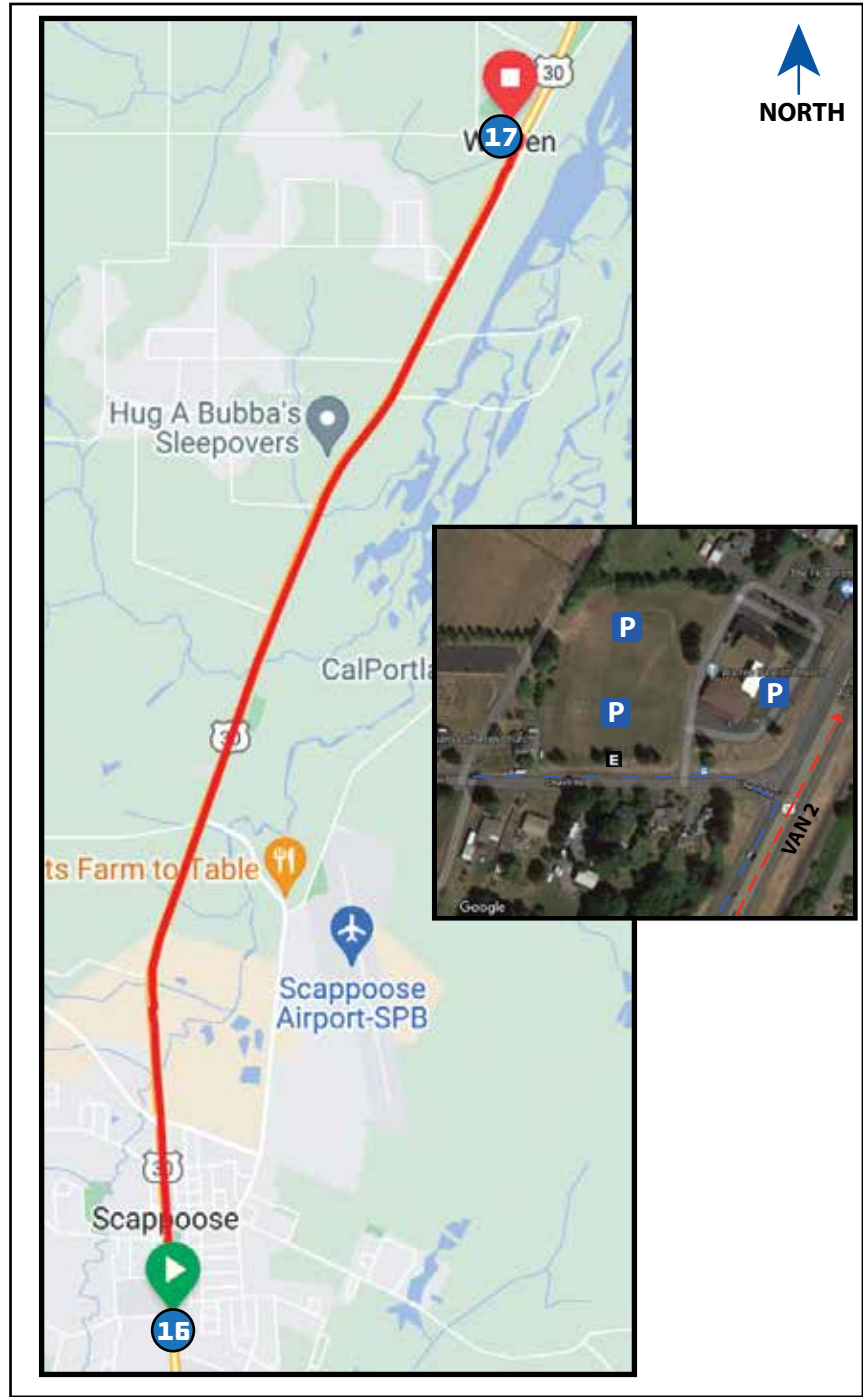 NORTH
30
17
Hug A Bubba's
Sleepovers
CalPortla
30
ts Farm to Table
Scappoose
Airport-SPB
30
Scappoose
16
P
P
P
E
VAN 2
Google